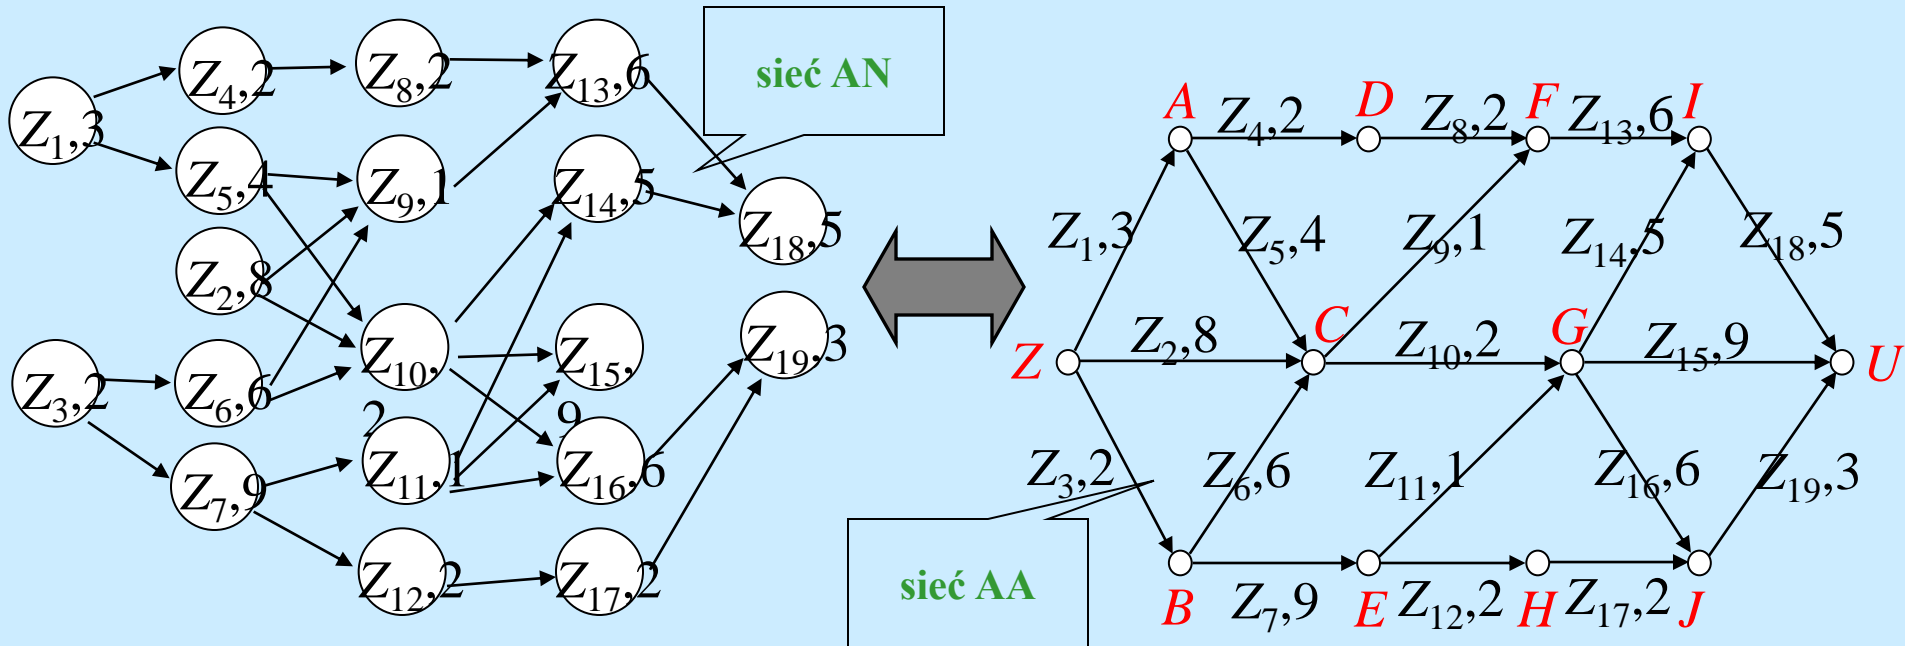 sieć AN
Z₁,3
Z₄,2
Z₈,2
Z₁₃,6
Z₅,4
Z₉,1
Z₁₄,5
Z₁₈,5
Z₂,8
Z₁₀,
2
Z₁₅,
9
Z₁₉,3
Z₃,2
Z₆,6
Z₇,9
Z₁₁,1
Z₁₆,6
Z₁₂,2
Z₁₇,2
sieć AA
A Z₄,2 D Z₈,2 F Z₁₃,6 I
Z₁,3 Z₅,4 Z₉,1 Z₁₄,5 Z₁₈,5
Z Z₂,8 C Z₁₀,2 G Z₁₅,9 U
Z₃,2 Z₆,6 Z₁₁,1 Z₁₆,6 Z₁₉,3
B Z₇,9 E Z₁₂,2 H Z₁₇,2 J